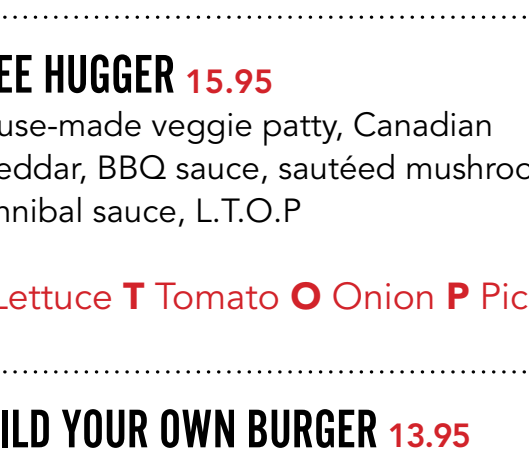 EE HUGGER 15.95
use-made veggie patty, Canadian
eddar, BBQ sauce, sautéed mushroo
nnibal sauce, L.T.O.P
Lettuce T Tomato O Onion P Pic
ILD YOUR OWN BURGER 13.95